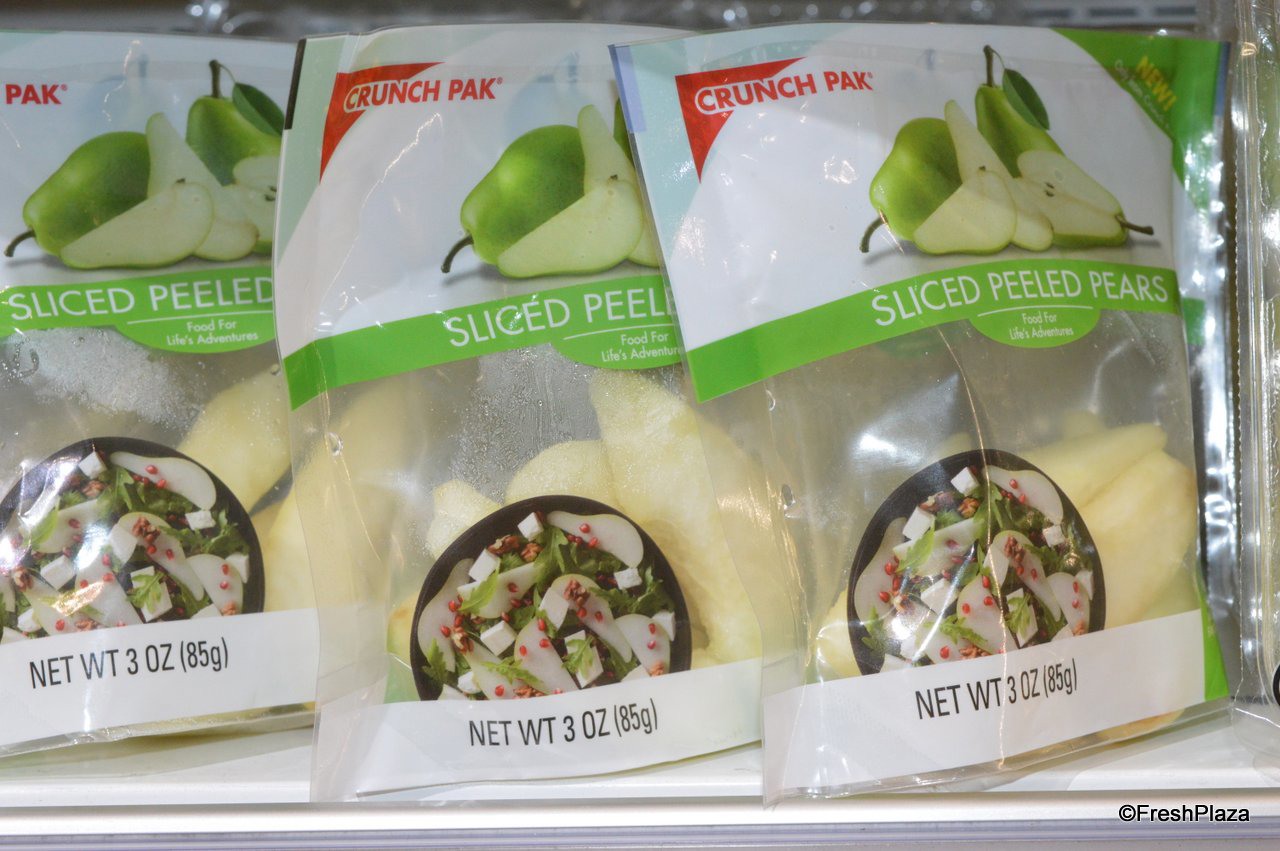 PAK®
SLICED PEELED
Food For
Life's Adventures
NET WT 3 OZ (85g)
CRUNCH PAK®
SLICED PEEL
Food For
Life's Adventur
NET WT 3 OZ (85g)
CRUNCH PAK®
NEW!
SLICED PEELED PEARS
Food For
Life's Adventures
NET WT 3 OZ (85g)
©FreshPlaza